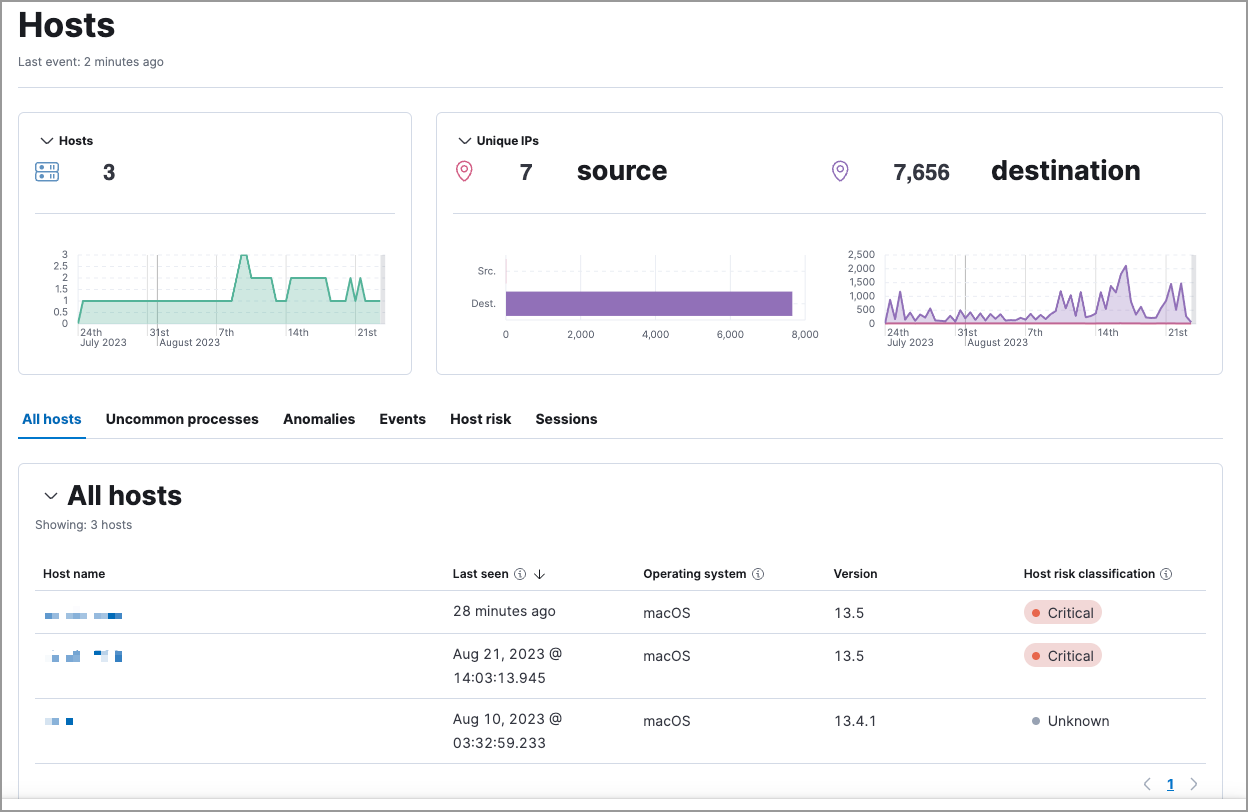 Hosts
Last event: 2 minutes ago
Hosts
3
3
2.5
2
1.5
1
0.5
0
24th 31st 7th 14th 21st
July 2023 August 2023
Unique IPs
7 source
7,656 destination
Src.
Dest.
0 2,000 4,000 6,000 8,000
2,500
2,000
1,500
1,000
500
0
24th 31st 7th 14th 21st
July 2023 August 2023
All hosts Uncommon processes Anomalies Events Host risk Sessions
All hosts
Showing: 3 hosts
Host name Last seen Operating system Version Host risk classification
28 minutes ago macOS 13.5 Critical
Aug 21, 2023 @ macOS 13.5 Critical
14:03:13.945
Aug 10, 2023 @ macOS 13.4.1 Unknown
03:32:59.233
1